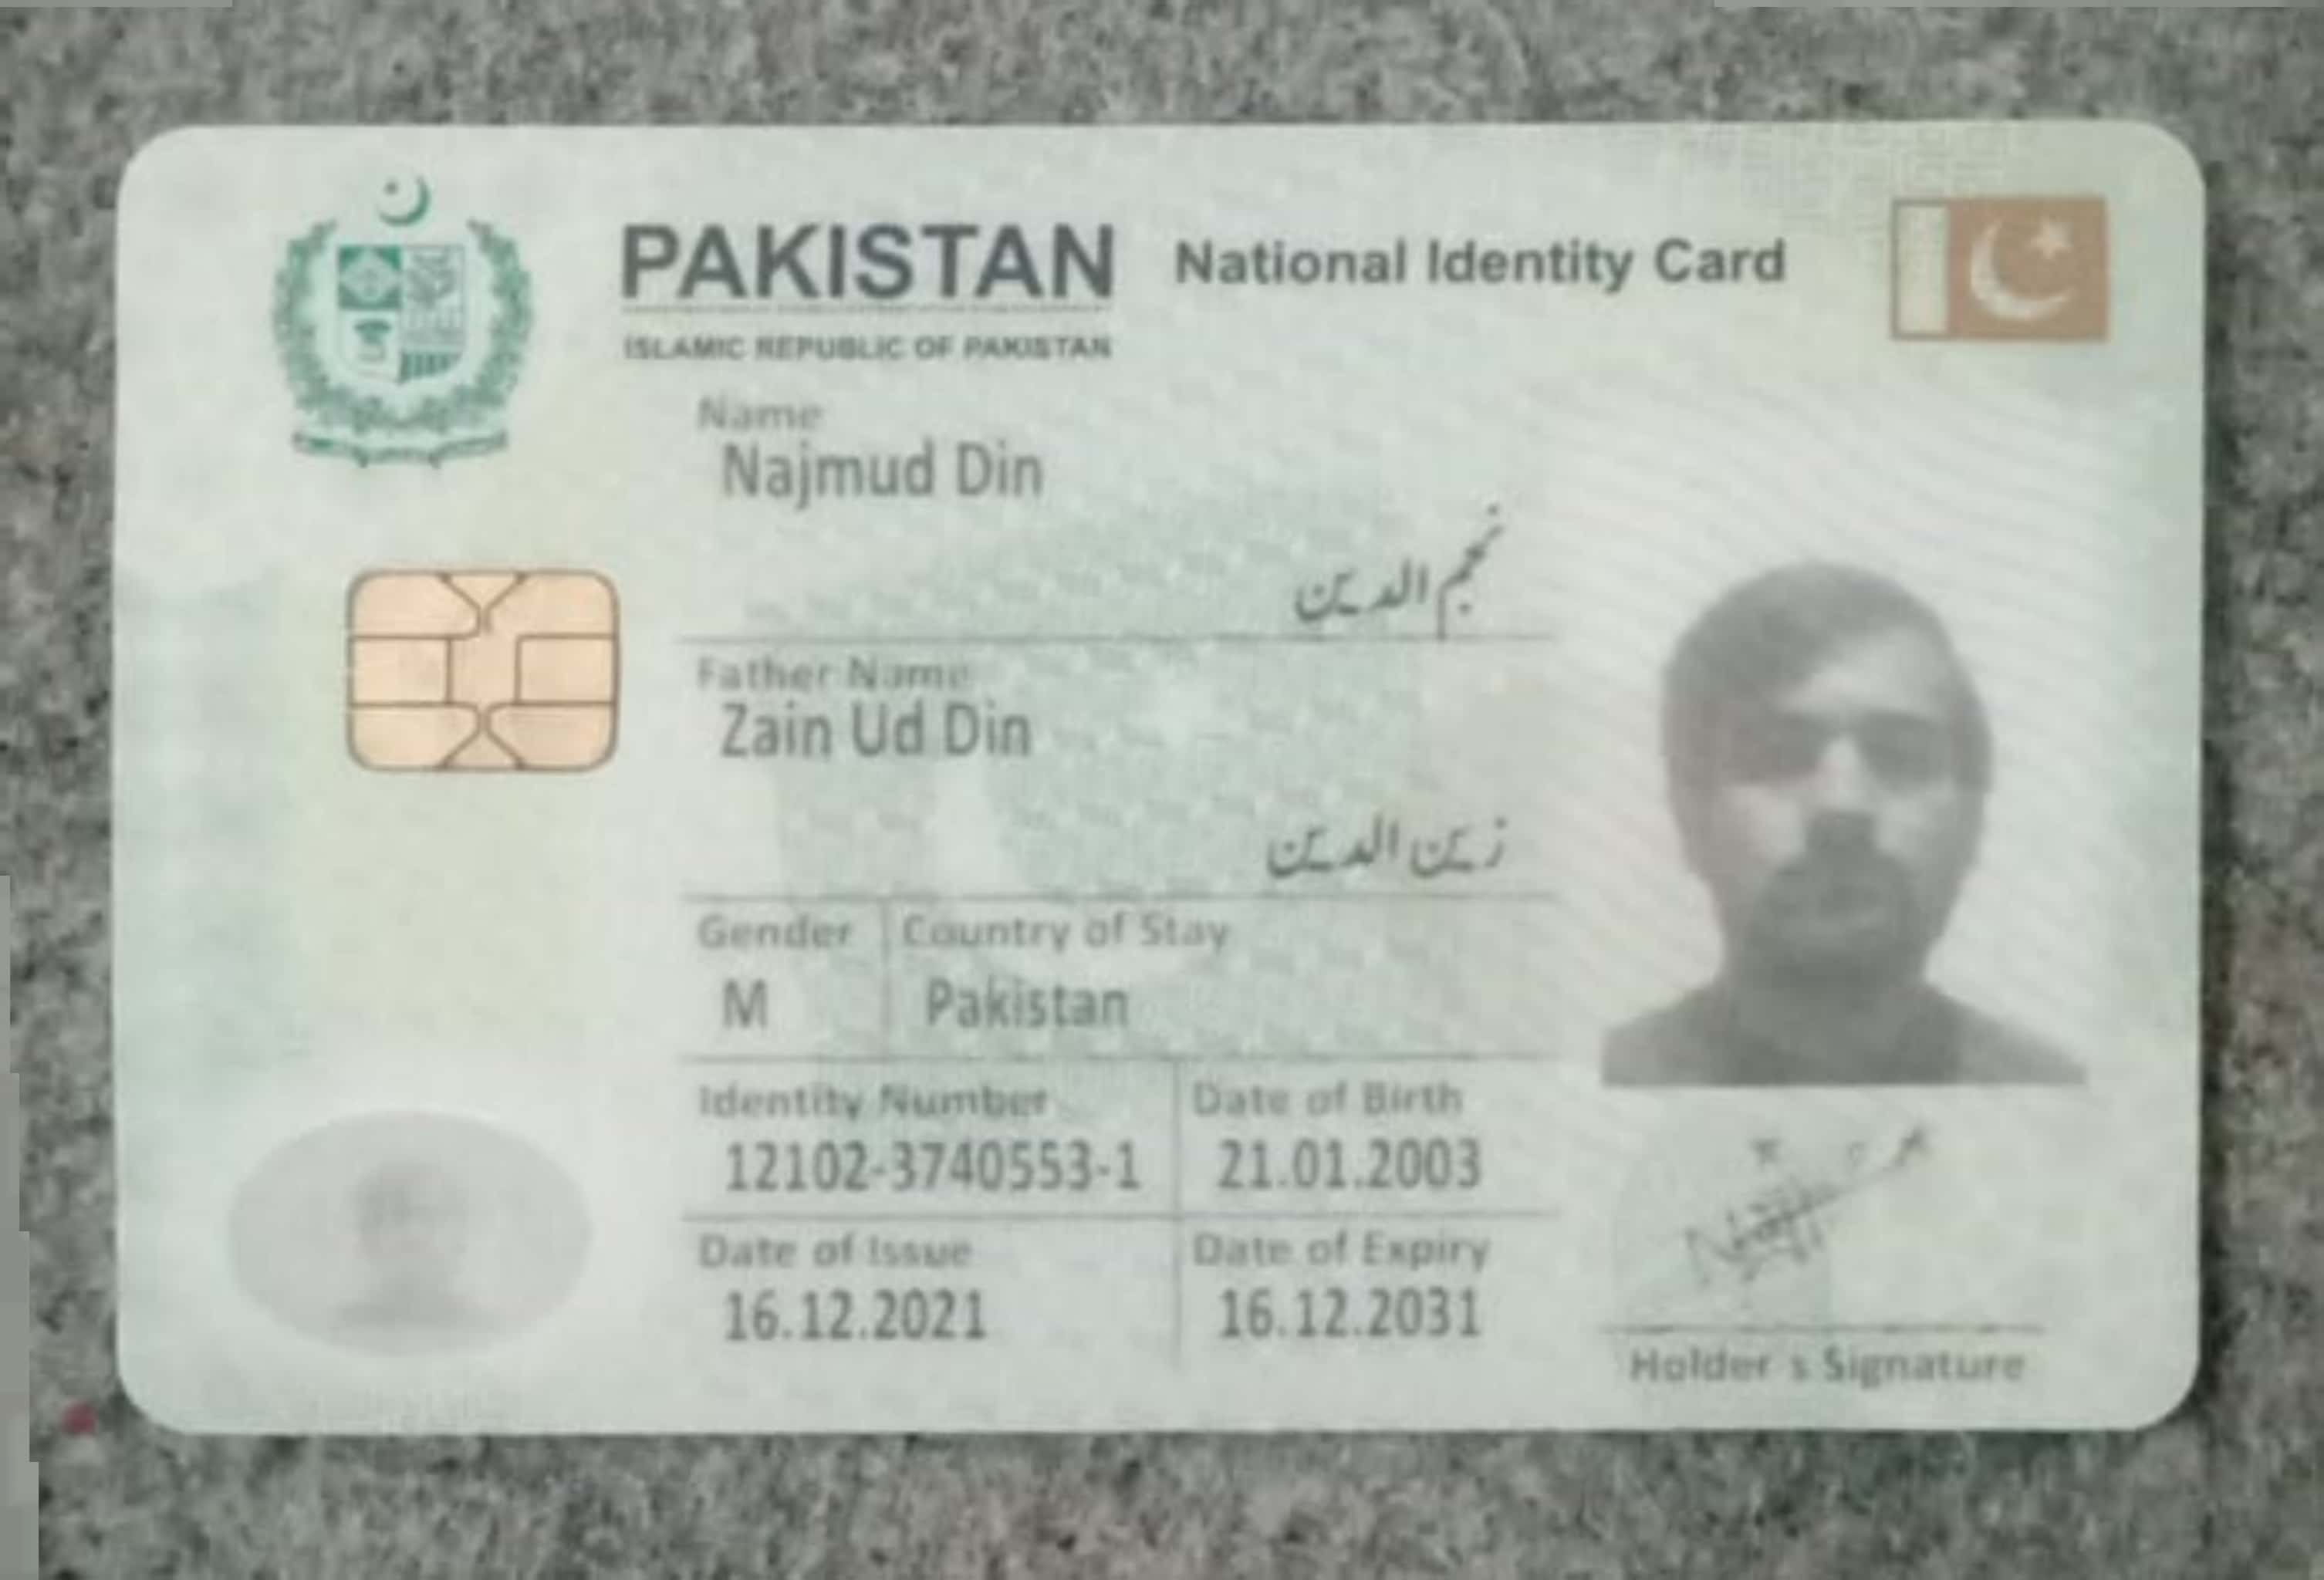 PAKISTAN National Identity Card
ISLAMIC REPUBLIC OF PAKISTAN
Name
Najmud Din
نجم الدین
Father Name
Zain Ud Din
زین الدین
Gender Country of Stay
M Pakistan
Identity Number Date of Birth
12102-3740553-1 21.01.2003
Date of Issue Date of Expiry
16.12.2021 16.12.2031
Holder s Signature